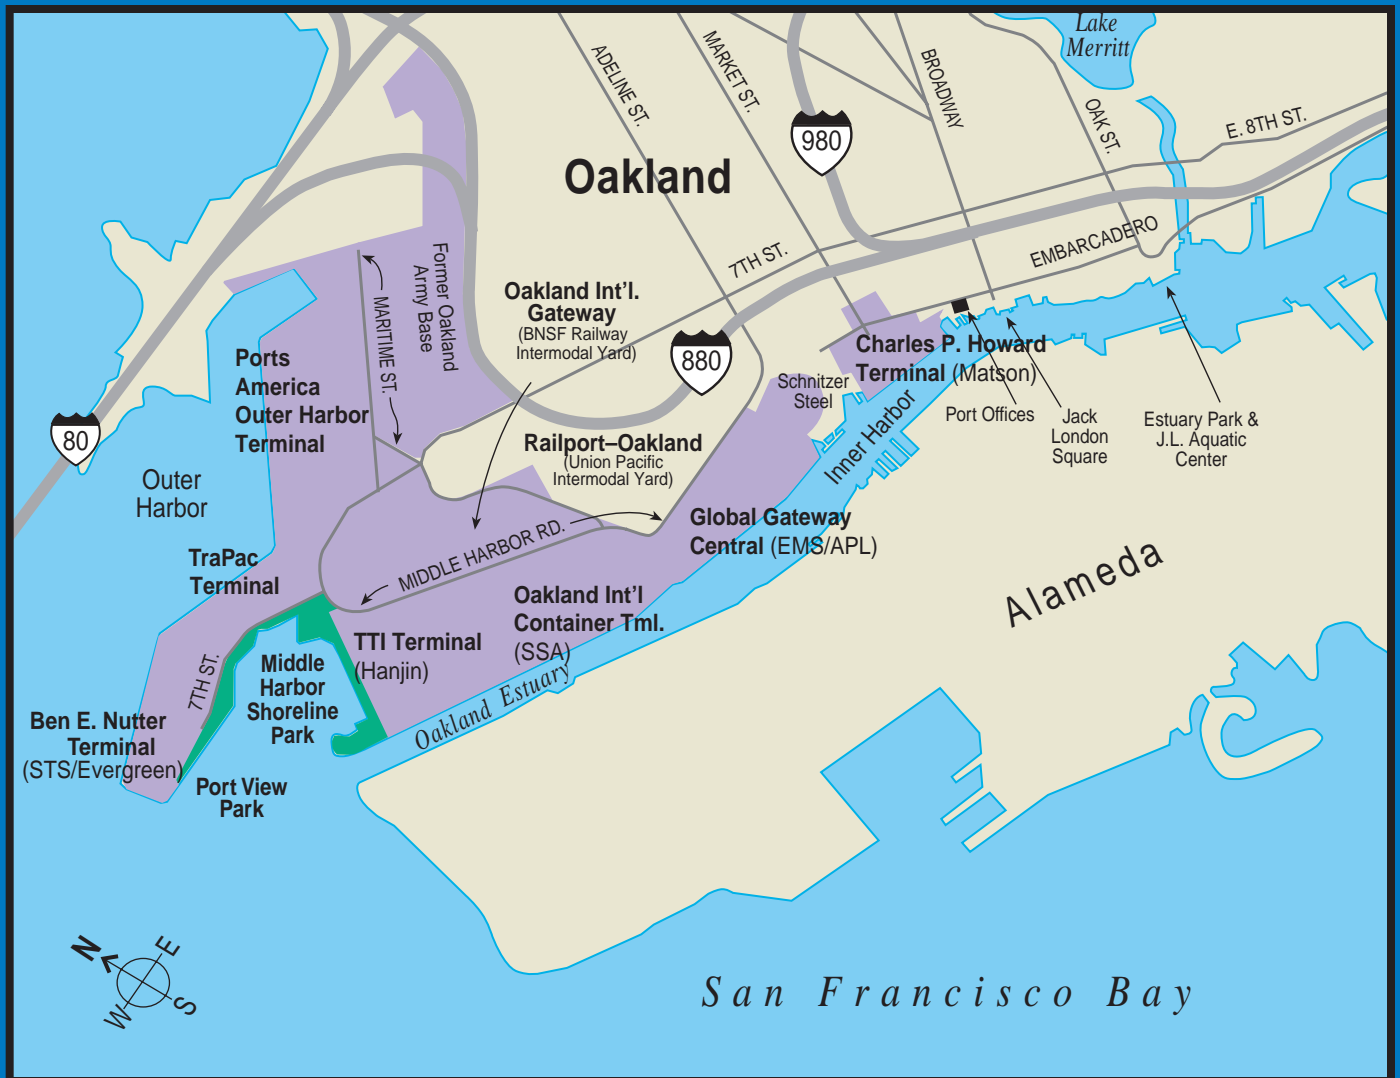 Lake
Merritt
ADELINE ST.
MARKET ST.
BROADWAY
OAK ST.
E. 8TH ST.
980
Oakland
EMBARCADERO
7TH ST.
Former Oakland
Army Base
MARITIME ST.
Oakland Int'l.
Gateway
(BNSF Railway
Intermodal Yard)
880
Ports
America
Outer Harbor
Terminal
Charles P. Howard
Terminal (Matson)
Schnitzer
Steel
Port Offices
Jack
London
Square
Estuary Park &
J.L. Aquatic
Center
80
Railport–Oakland
(Union Pacific
Intermodal Yard)
Inner Harbor
Outer
Harbor
Global Gateway
Central (EMS/APL)
MIDDLE HARBOR RD.
TraPac
Terminal
Oakland Int'l
Container Tml.
(SSA)
Alameda
TTI Terminal
(Hanjin)
7TH ST.
Middle
Harbor
Shoreline
Park
Oakland Estuary
Ben E. Nutter
Terminal
(STS/Evergreen)
Port View
Park
N
E
W
S
San Francisco Bay